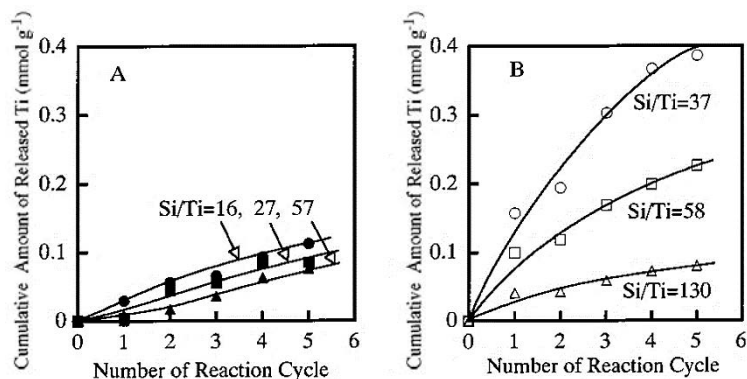 Cumulative Amount of Released Ti (mmol g⁻¹)
0.4
0.3
0.2
0.1
0
A
Si/Ti=16, 27, 57
0 1 2 3 4 5 6
Number of Reaction Cycle
Cumulative Amount of Released Ti (mmol g⁻¹)
0.4
0.3
0.2
0.1
0
B
Si/Ti=37
Si/Ti=58
Si/Ti=130
0 1 2 3 4 5 6
Number of Reaction Cycle